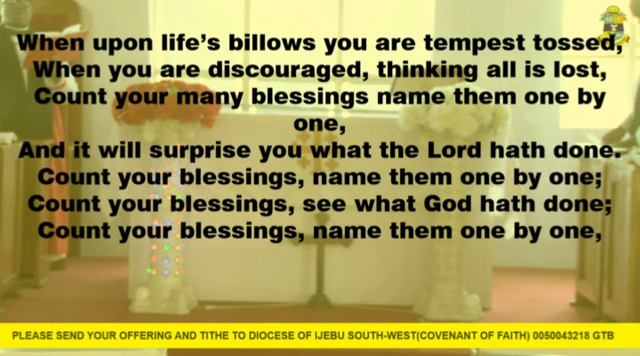 When upon life's billows you are tempest tossed,
When you are discouraged, thinking all is lost,
Count your many blessings name them one by
one,
And it will surprise you what the Lord hath done.
Count your blessings, name them one by one;
Count your blessings, see what God hath done;
Count your blessings, name them one by one,
PLEASE SEND YOUR OFFERING AND TITHE TO DIOCESE OF IJEBU SOUTH-WEST(COVENANT OF FAITH) 0050043218 GTB